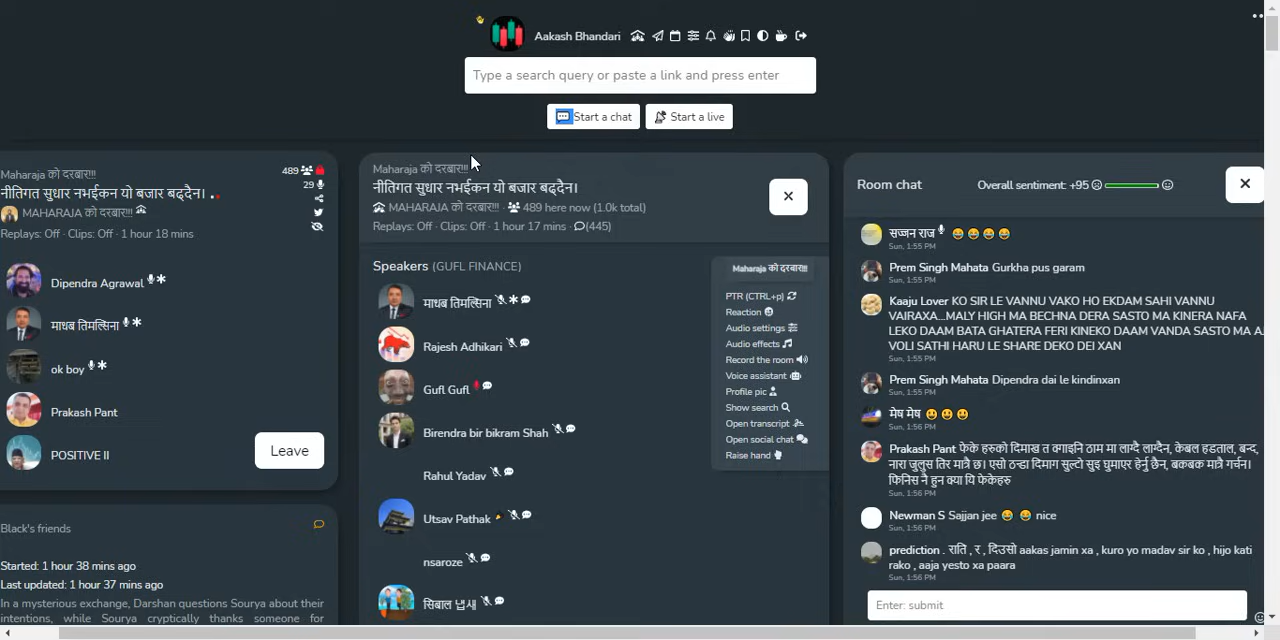 Aakash Bhandari
Type a search query or paste a link and press enter
Start a chat
Start a live
Maharaja को दरबार!!!
489
नीतिगत सुधार नभईकन यो बजार बढ्दैन। ..
29
MAHARAJA को दरबार!!!
Replays: Off · Clips: Off · 1 hour 18 mins
Dipendra Agrawal
माधब तिमल्सिना
ok boy
Prakash Pant
POSITIVE II
Leave
Black's friends
Started: 1 hour 38 mins ago
Last updated: 1 hour 37 mins ago
In a mysterious exchange, Darshan questions Sourya about their
intentions, while Sourya cryptically thanks someone for
Maharaja को दरबार!!!
नीतिगत सुधार नभईकन यो बजार बढ्दैन।
MAHARAJA को दरबार!!! · 489 here now (1.0k total)
Replays: Off · Clips: Off · 1 hour 17 mins · (445)
Speakers (GUFL FINANCE)
माधब तिमल्सिना
Rajesh Adhikari
Gufl Gufl
Birendra bir bikram Shah
Rahul Yadav
Utsav Pathak
nsaroze
सिबाल 냅새
Maharaja को दरबार!!!
PTR (CTRL+p)
Reaction
Audio settings
Audio effects
Record the room
Voice assistant
Profile pic
Show search
Open transcript
Open social chat
Raise hand
Room chat
Overall sentiment: +95
सज्जन राज 😂 😂 😂 😂
Sun, 1:55 PM
Prem Singh Mahata Gurkha pus garam
Sun, 1:55 PM
Kaaju Lover KO SIR LE VANNU VAKO HO EKDAM SAHI VANNU
VAIRAXA...MALY HIGH MA BECHNA DERA SASTO MA KINERA NAFA
LEKO DAAM BATA GHATERA FERI KINEKO DAAM VANDA SASTO MA A
VOLI SATHI HARU LE SHARE DEKO DEI XAN
Sun, 1:55 PM
Prem Singh Mahata Dipendra dai le kindinxan
Sun, 1:55 PM
मेष मेष 😃 😃 😃
Sun, 1:56 PM
Prakash Pant फेके हरुको दिमाख त क्गाइनि ठाम मा लाग्दै लाग्देन, केबल हडताल, बन्द,
नारा जुलुस तिर मात्रै छ। एसो ठन्डा दिमाग सुल्टो सुइ घुमाएर हेर्नु छैन, बकबक मात्रै गर्चन।
फिनिस नै हुन क्या यि फेकेहरु
Sun, 1:56 PM
Newman S Sajjan jee 😂 😂 nice
Sun, 1:56 PM
prediction . राति , र , दिउसो aakas jamin xa , kuro yo madav sir ko , hijo kati
rako , aaja yesto xa paara
Sun, 1:56 PM
Enter: submit